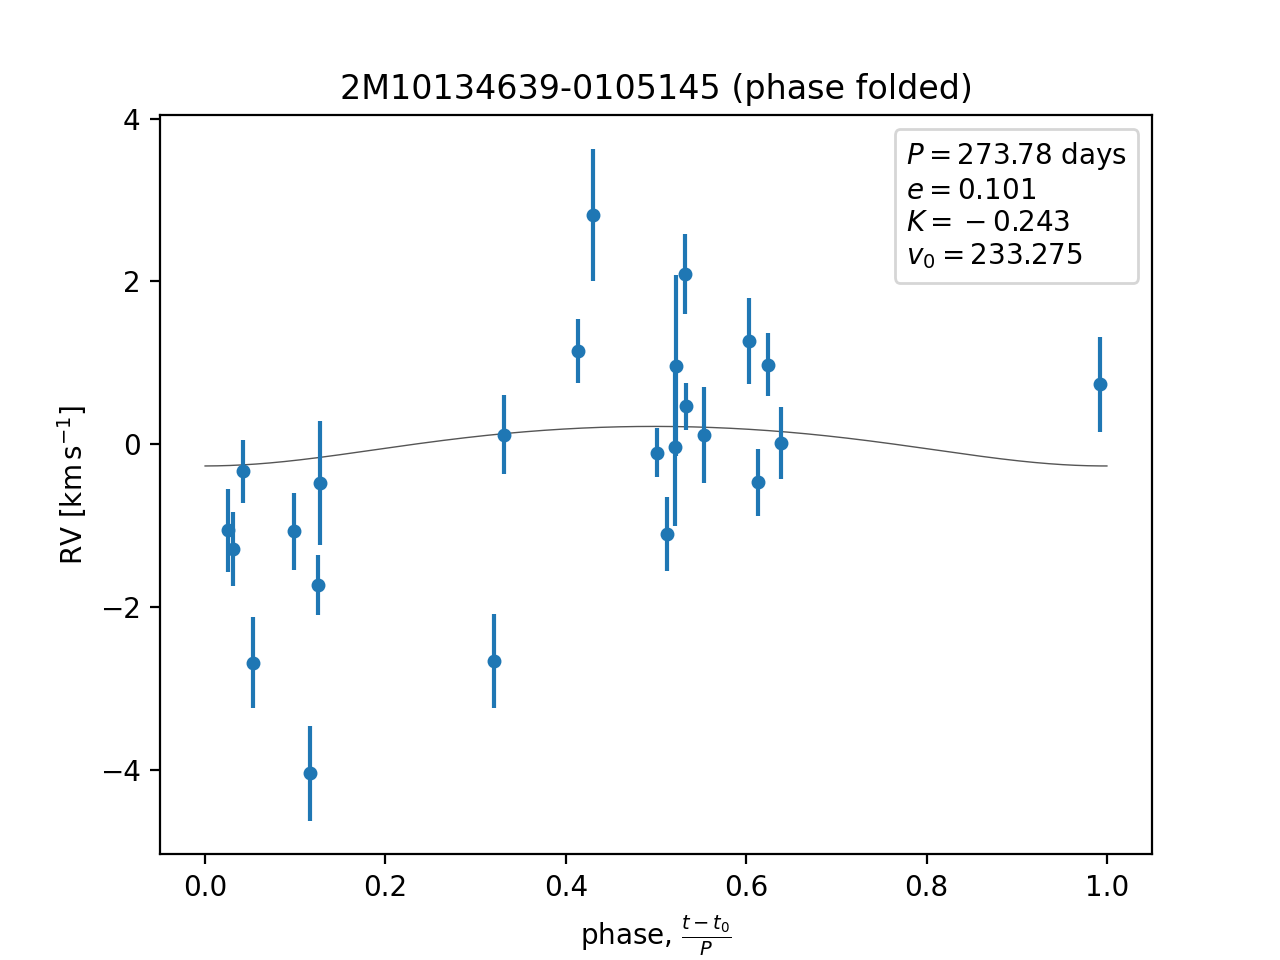 2M10134639-0105145 (phase folded)
P = 273.78 days
e = 0.101
K = −0.243
v₀ = 233.275
4
2
0
−2
−4
RV [km s⁻¹]
0.0 0.2 0.4 0.6 0.8 1.0
phase, (t − t₀)/P